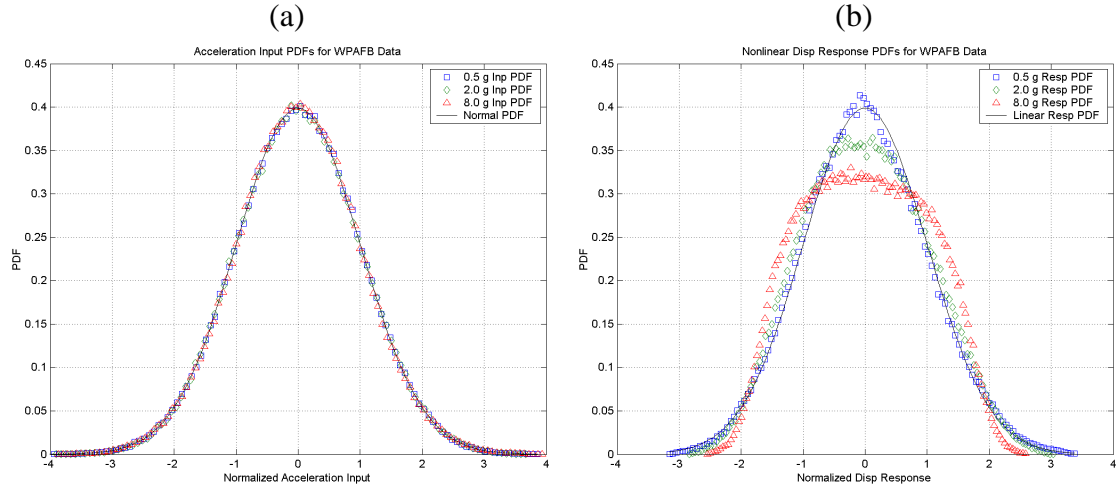 (a)
Acceleration Input PDFs for WPAFB Data
0.45
0.4
0.35
0.3
0.25
0.2
0.15
0.1
0.05
0
PDF
-4 -3 -2 -1 0 1 2 3 4
Normalized Acceleration Input
0.5 g Inp PDF
2.0 g Inp PDF
8.0 g Inp PDF
Normal PDF
(b)
Nonlinear Disp Response PDFs for WPAFB Data
0.45
0.4
0.35
0.3
0.25
0.2
0.15
0.1
0.05
0
PDF
-4 -3 -2 -1 0 1 2 3 4
Normalized Disp Response
0.5 g Resp PDF
2.0 g Resp PDF
8.0 g Resp PDF
Linear Resp PDF